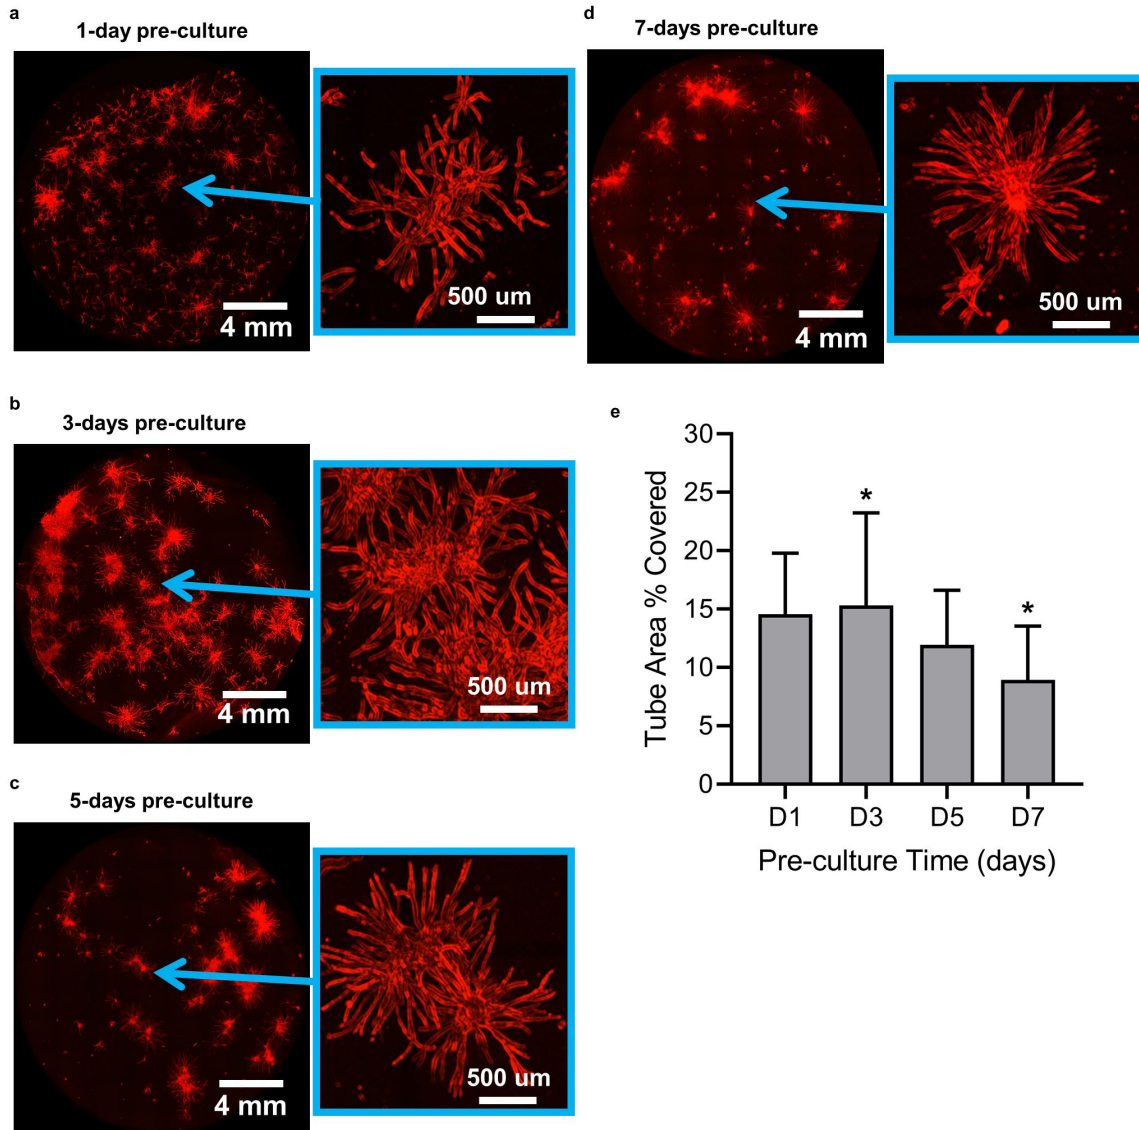 a
1-day pre-culture
4 mm
500 um
b
3-days pre-culture
4 mm
500 um
c
5-days pre-culture
4 mm
500 um
d
7-days pre-culture
4 mm
500 um
e
Tube Area % Covered
30
25
20
15
10
5
0
*
*
D1 D3 D5 D7
Pre-culture Time (days)